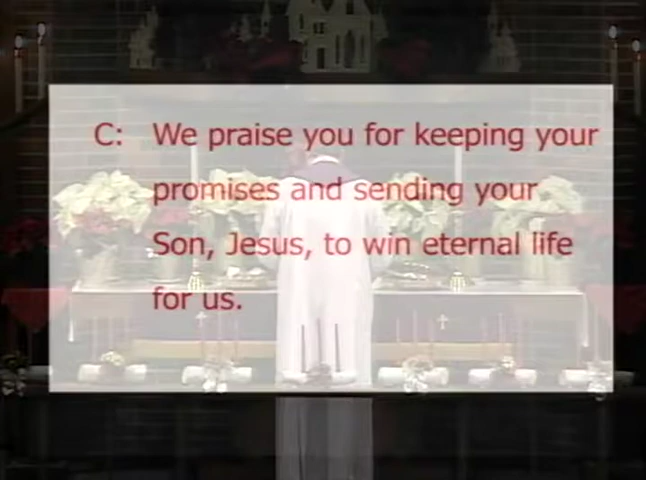 C: We praise you for keeping your
promises and sending your
Son, Jesus, to win eternal life
for us.